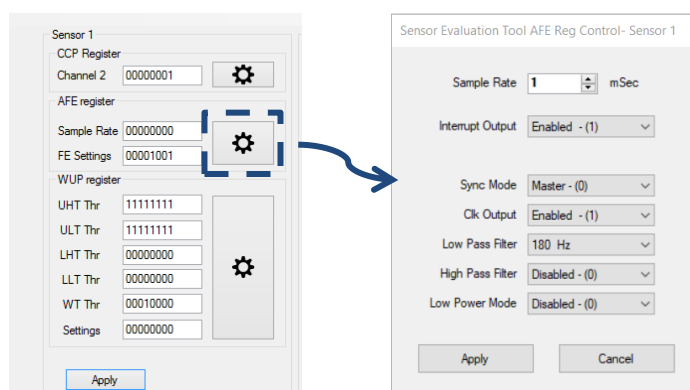 Sensor 1
CCP Register
Channel 2 00000001
AFE register
Sample Rate 00000000
FE Settings 00001001
WUP register
UHT Thr 11111111
ULT Thr 11111111
LHT Thr 00000000
LLT Thr 00000000
WT Thr 00010000
Settings 00000000
Apply
Sensor Evaluation Tool AFE Reg Control- Sensor 1
Sample Rate 1 mSec
Interrupt Output Enabled - (1)
Sync Mode Master - (0)
Clk Output Enabled - (1)
Low Pass Filter 180 Hz
High Pass Filter Disabled - (0)
Low Power Mode Disabled - (0)
Apply Cancel